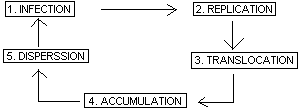 1. INFECTION
2. REPLICATION
3. TRANSLOCATION
4. ACCUMULATION
5. DISPERSSION